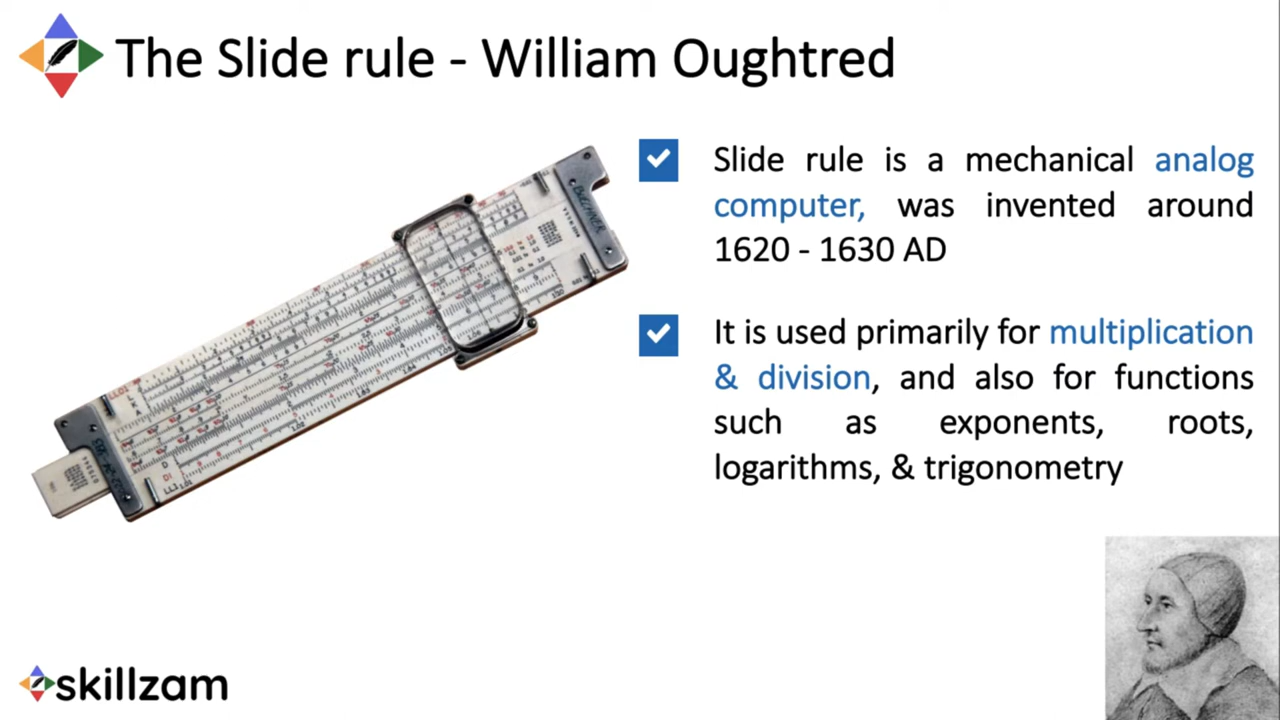 The Slide rule - William Oughtred
Slide rule is a mechanical analog
computer, was invented around
1620 - 1630 AD
It is used primarily for multiplication
& division, and also for functions
such as exponents, roots,
logarithms, & trigonometry
skillzam